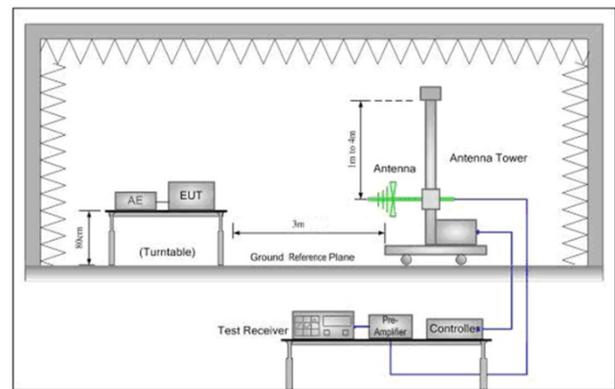 1m to 4m
Antenna
Antenna Tower
AE
EUT
80cm
(Turntable)
3m
Ground Reference Plane
Test Receiver
Pre-
Amplifier
Controller